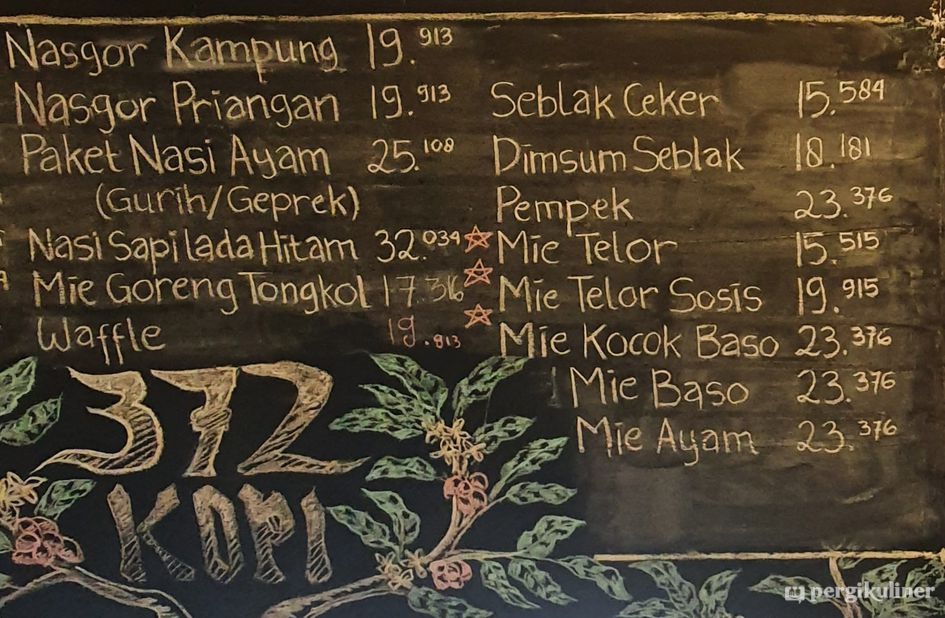 Nasgor Kampung 19.913
Nasgor Priangan 19.913
Paket Nasi Ayam 25.108
(Gurih/Geprek)
Nasi Sapi lada Hitam 32.034
Mie Goreng Tongkol 17.316
Waffle 19.913
Seblak Ceker 15.584
Dimsum Seblak 18.181
Pempek 23.376
Mie Telor 15.515
Mie Telor Sosis 19.915
Mie Kocok Baso 23.376
Mie Baso 23.376
Mie Ayam 23.376
372
KOPI
pergikuliner